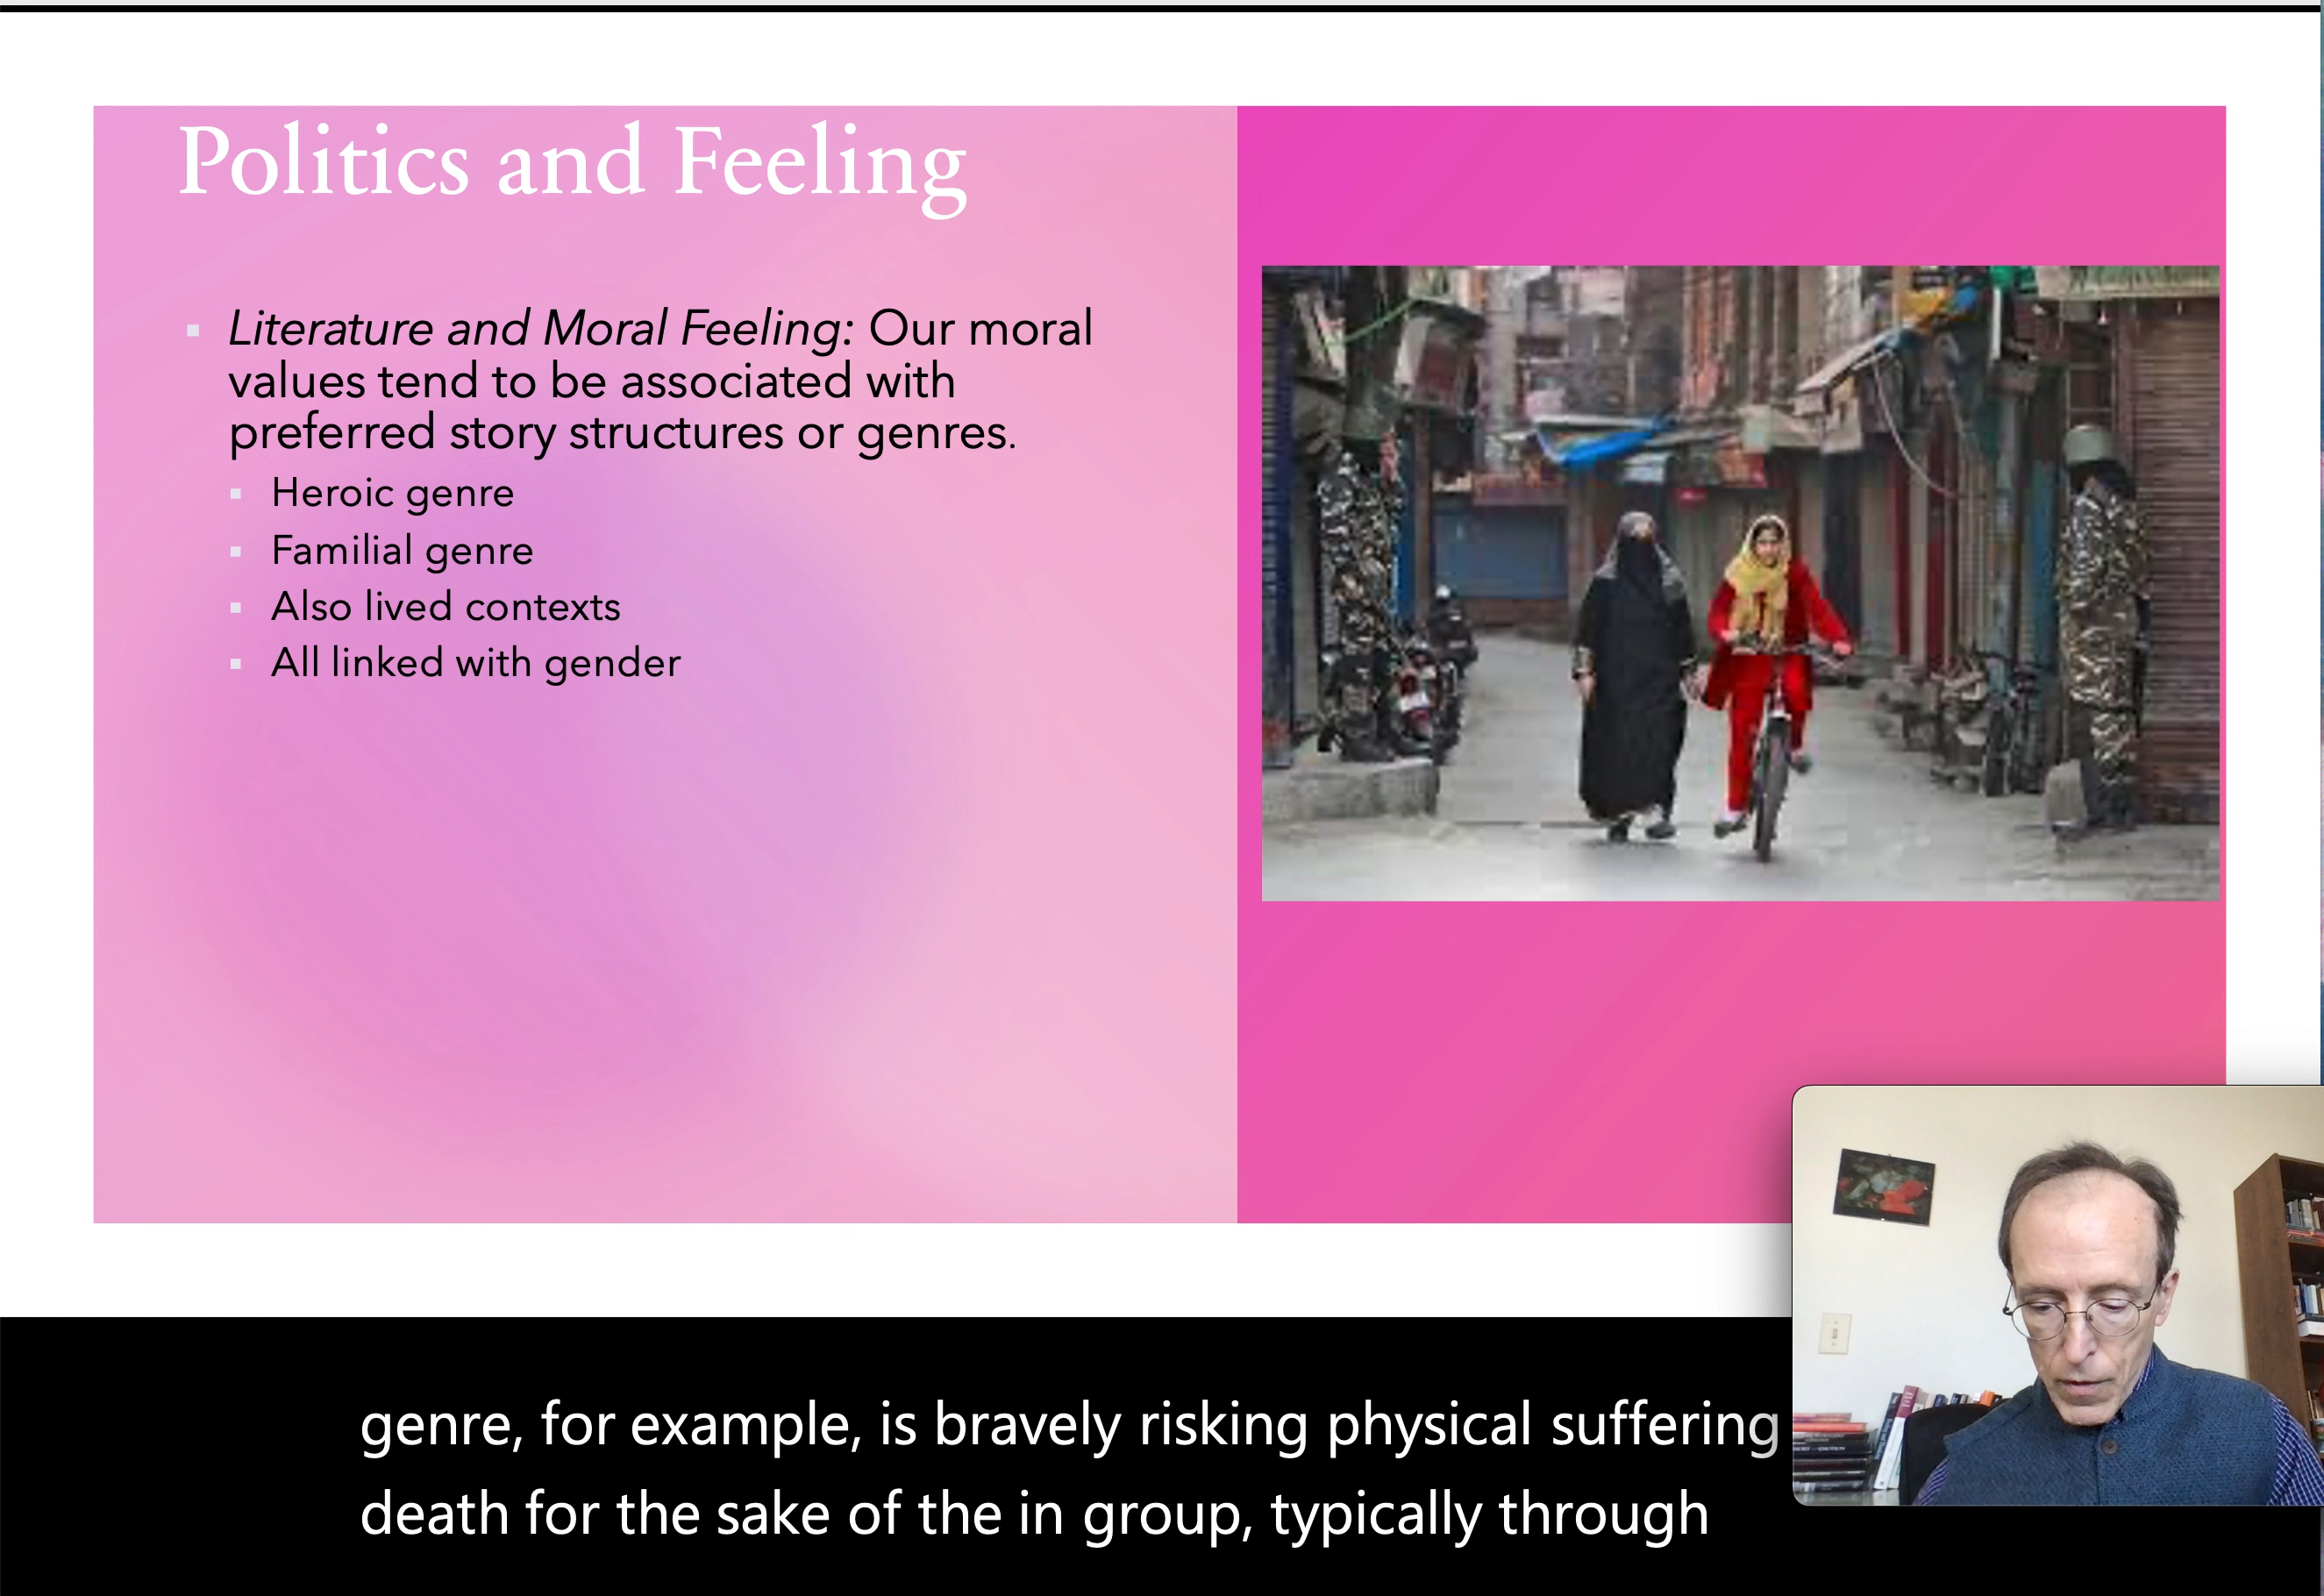 Politics and Feeling
Literature and Moral Feeling: Our moral
values tend to be associated with
preferred story structures or genres.
Heroic genre
Familial genre
Also lived contexts
All linked with gender
genre, for example, is bravely risking physical suffering
death for the sake of the in group, typically through